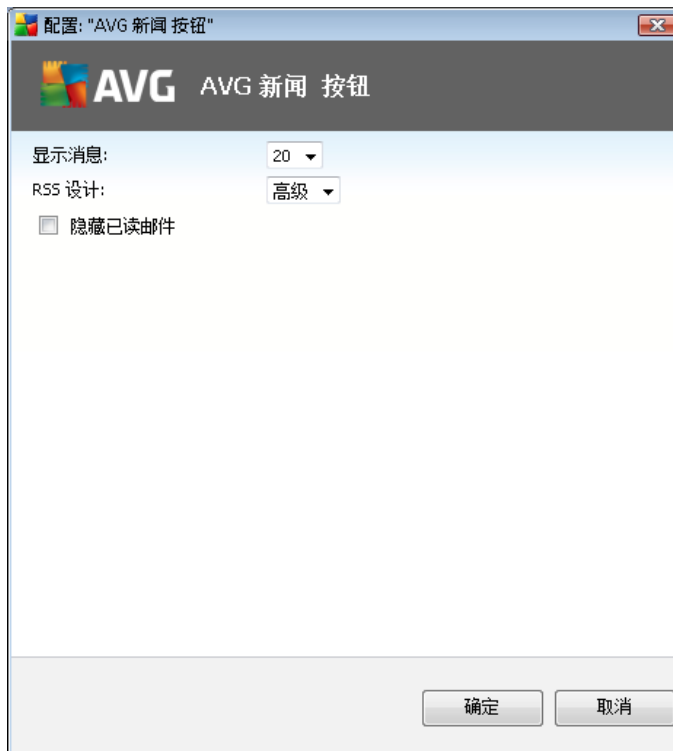 配置: "AVG 新闻 按钮"
AVG AVG 新闻 按钮
显示消息: 20
RSS 设计: 高级
隐藏已读邮件
确定 取消